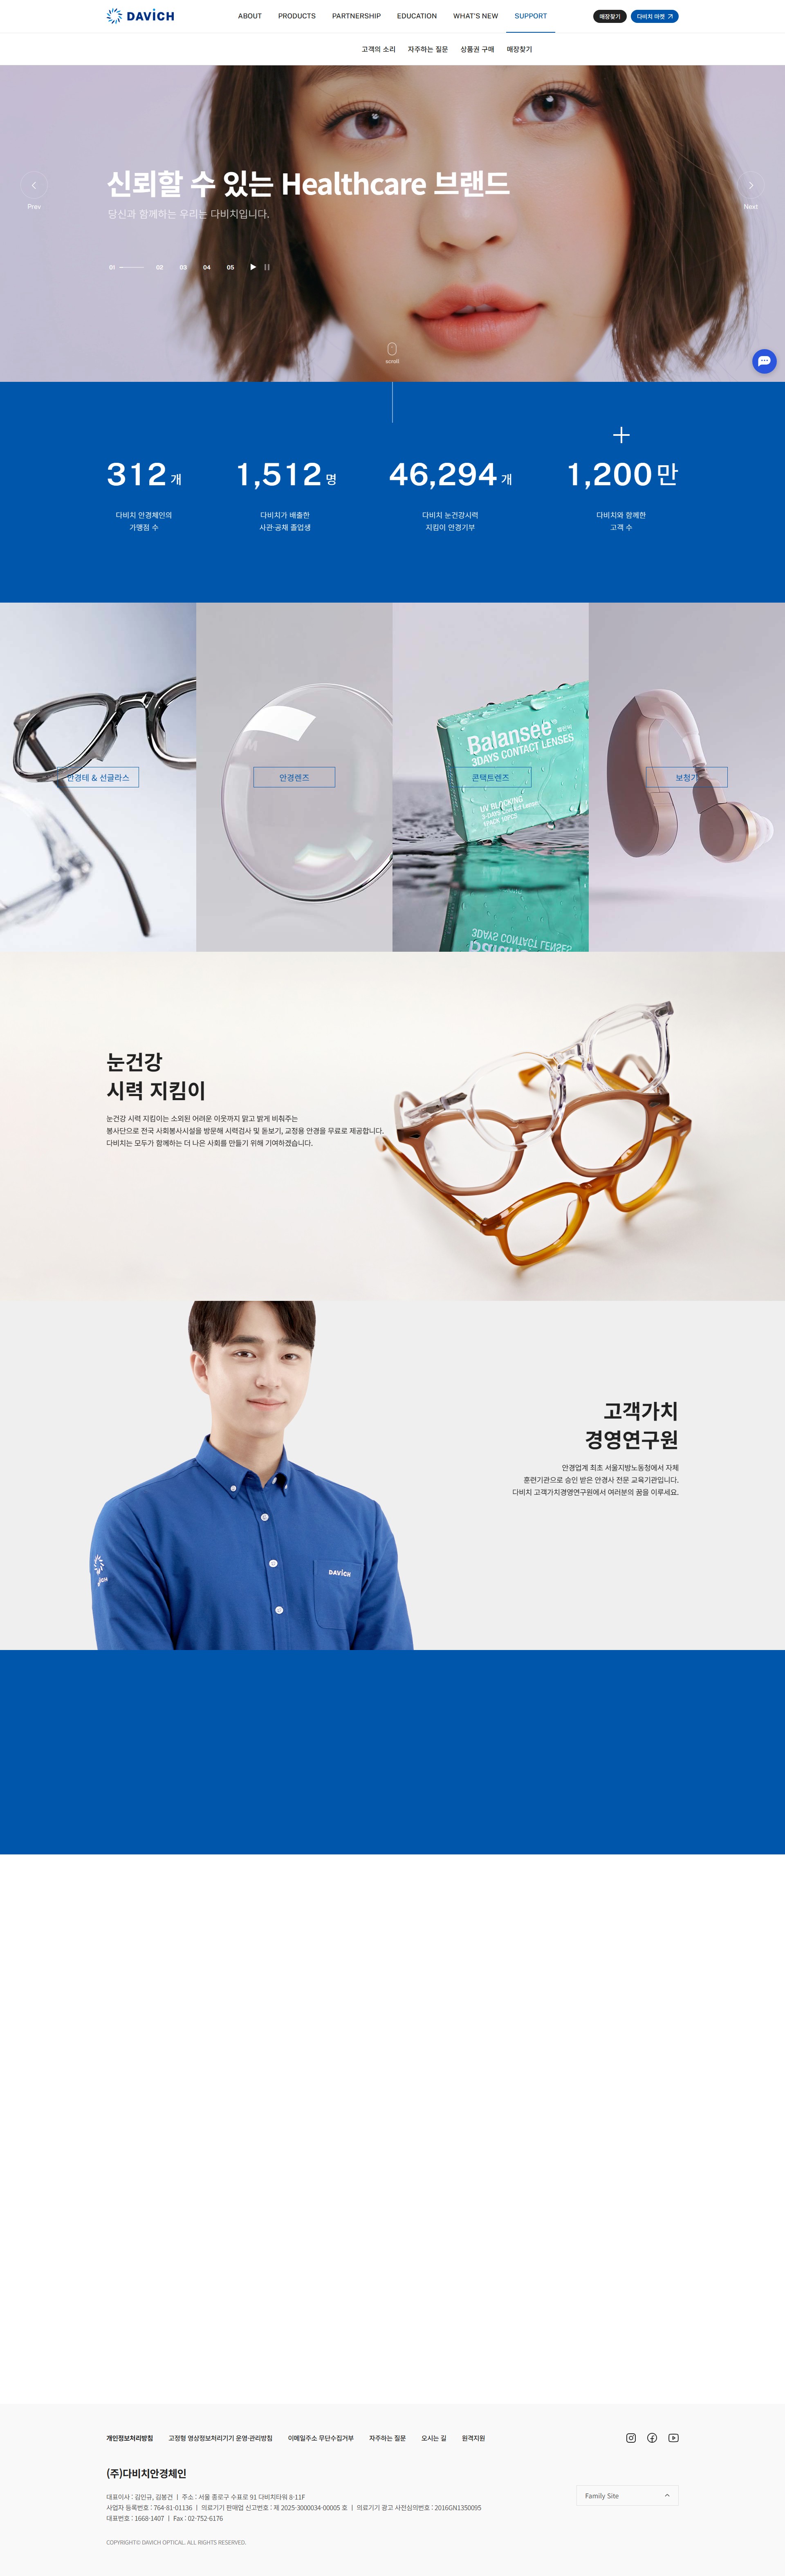 DAVICH
ABOUT
PRODUCTS
PARTNERSHIP
EDUCATION
WHAT'S NEW
SUPPORT
매장찾기
다비치 마켓
고객의 소리
자주하는 질문
상품권 구매
매장찾기
신뢰할 수 있는 Healthcare 브랜드
당신과 함께하는 우리는 다비치입니다.
Prev
Next
01
02
03
04
05
scroll
312 개
다비치 안경체인의
가맹점 수
1,512 명
다비치가 배출한
사관·공채 졸업생
46,294 개
다비치 눈건강시력
지킴이 안경기부
1,200 만
다비치와 함께한
고객 수
안경테 & 선글라스
안경렌즈
콘택트렌즈
보청기
Balansee
3DAYS CONTACT LENSES
UV BLOCKING
3DAYS CONTACT LENSES
Balansee
눈건강
시력 지킴이
눈건강 시력 지킴이는 소외된 어려운 이웃까지 맑고 밝게 비춰주는
봉사단으로 전국 사회봉사시설을 방문해 시력검사 및 돋보기, 교정용 안경을 무료로 제공합니다.
다비치는 모두가 함께하는 더 나은 사회를 만들기 위해 기여하겠습니다.
고객가치
경영연구원
안경업계 최초 서울지방노동청에서 자체
훈련기관으로 승인 받은 안경사 전문 교육기관입니다.
다비치 고객가치경영연구원에서 여러분의 꿈을 이루세요.
DAVICH
개인정보처리방침
고정형 영상정보처리기기 운영·관리방침
이메일주소 무단수집거부
자주하는 질문
오시는 길
원격지원
(주)다비치안경체인
대표이사 : 김인규, 김봉건 | 주소 : 서울 종로구 수표로 91 다비치타워 8-11F
사업자 등록번호 : 764-81-01136 | 의료기기 판매업 신고번호 : 제 2025-3000034-00005 호 | 의료기기 광고 사전심의번호 : 2016GN1350095
대표번호 : 1668-1407 | Fax : 02-752-6176
Family Site
COPYRIGHT© DAVICH OPTICAL. ALL RIGHTS RESERVED.